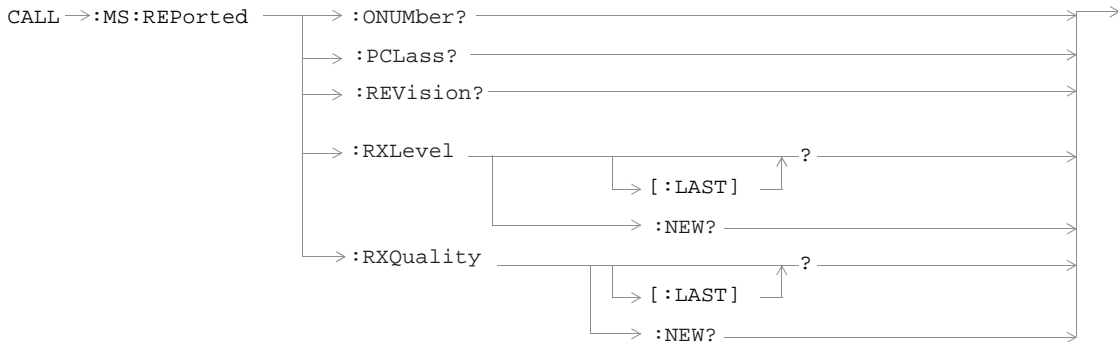 CALL :MS:REPorted :ONUMber?
:PCLass?
:REVision?
:RXLevel ?
[:LAST]
:NEW?
:RXQuality ?
[:LAST]
:NEW?